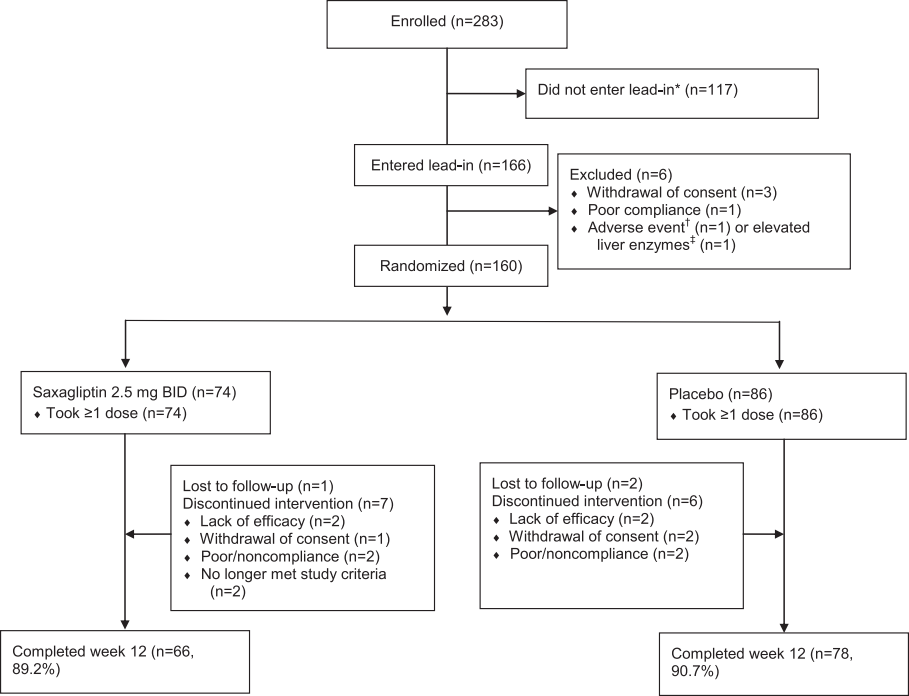 Enrolled (n=283)
Did not enter lead-in* (n=117)
Entered lead-in (n=166)
Excluded (n=6)
♦ Withdrawal of consent (n=3)
♦ Poor compliance (n=1)
♦ Adverse event† (n=1) or elevated
liver enzymes‡ (n=1)
Randomized (n=160)
Saxagliptin 2.5 mg BID (n=74)
♦ Took ≥1 dose (n=74)
Placebo (n=86)
♦ Took ≥1 dose (n=86)
Lost to follow-up (n=1)
Discontinued intervention (n=7)
♦ Lack of efficacy (n=2)
♦ Withdrawal of consent (n=1)
♦ Poor/noncompliance (n=2)
♦ No longer met study criteria
(n=2)
Lost to follow-up (n=2)
Discontinued intervention (n=6)
♦ Lack of efficacy (n=2)
♦ Withdrawal of consent (n=2)
♦ Poor/noncompliance (n=2)
Completed week 12 (n=66,
89.2%)
Completed week 12 (n=78,
90.7%)